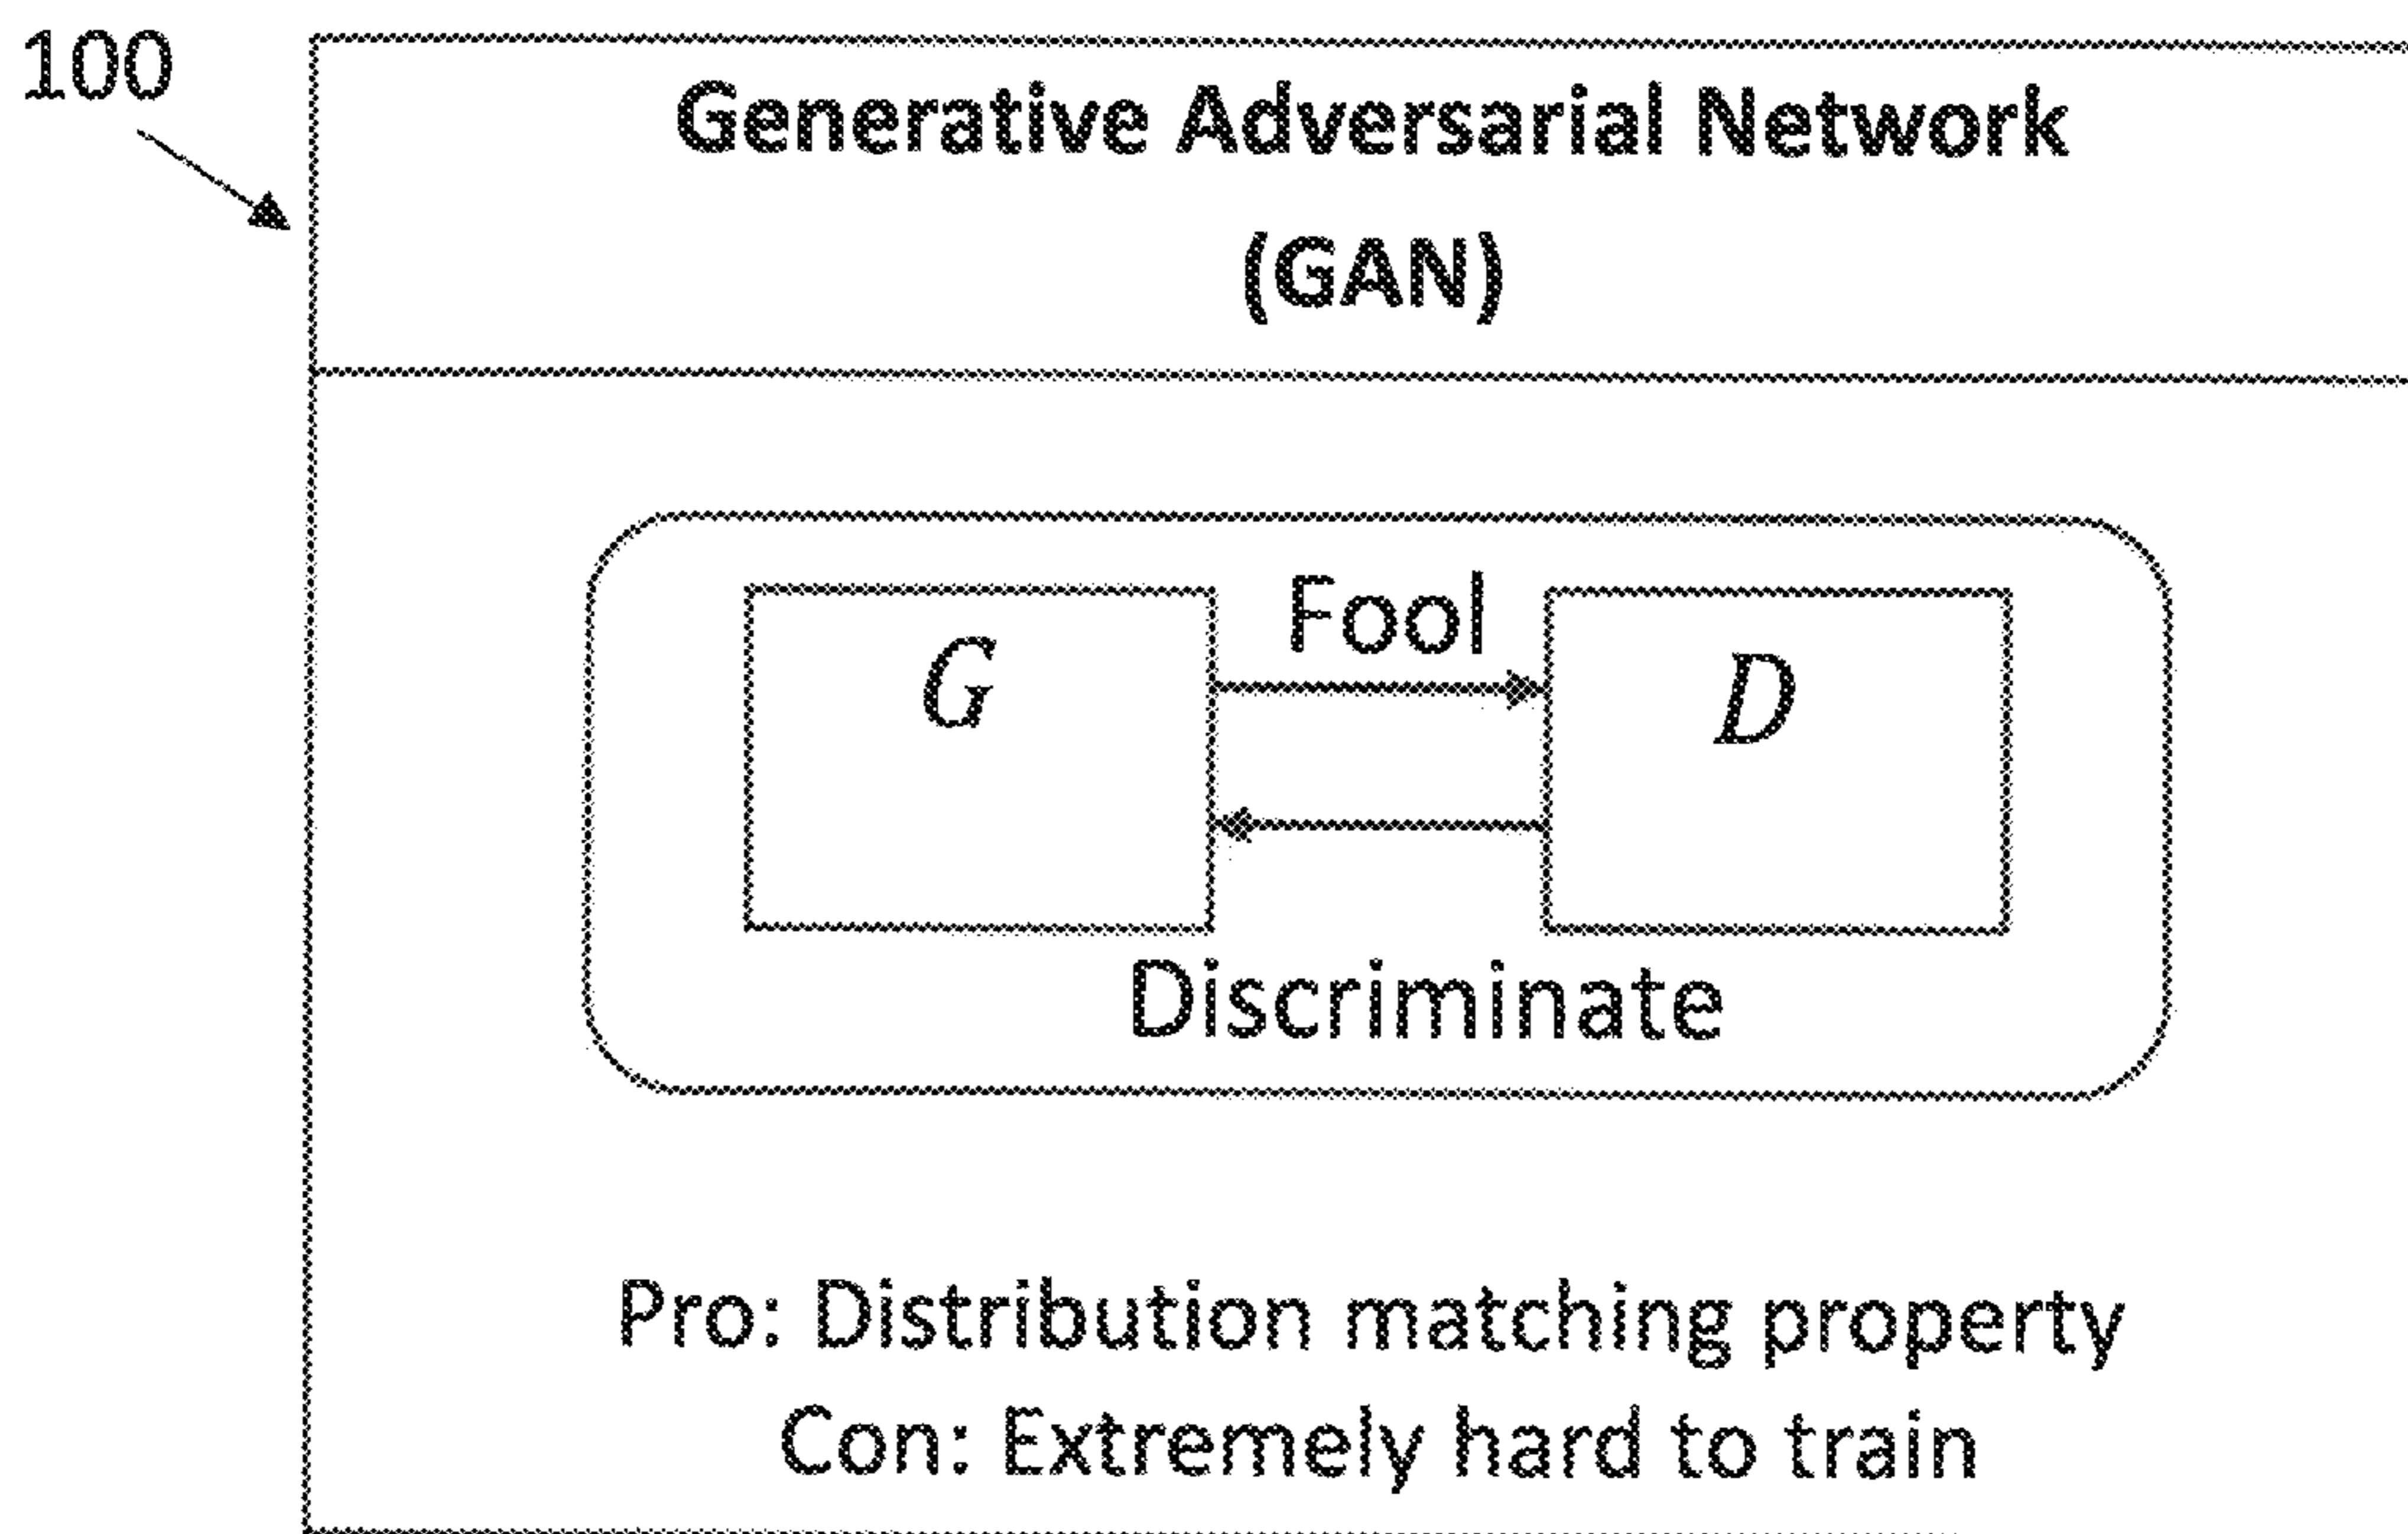 100
Generative Adversarial Network
(GAN)
Fool
G
D
Discriminate
Pro: Distribution matching property
Con: Extremely hard to train